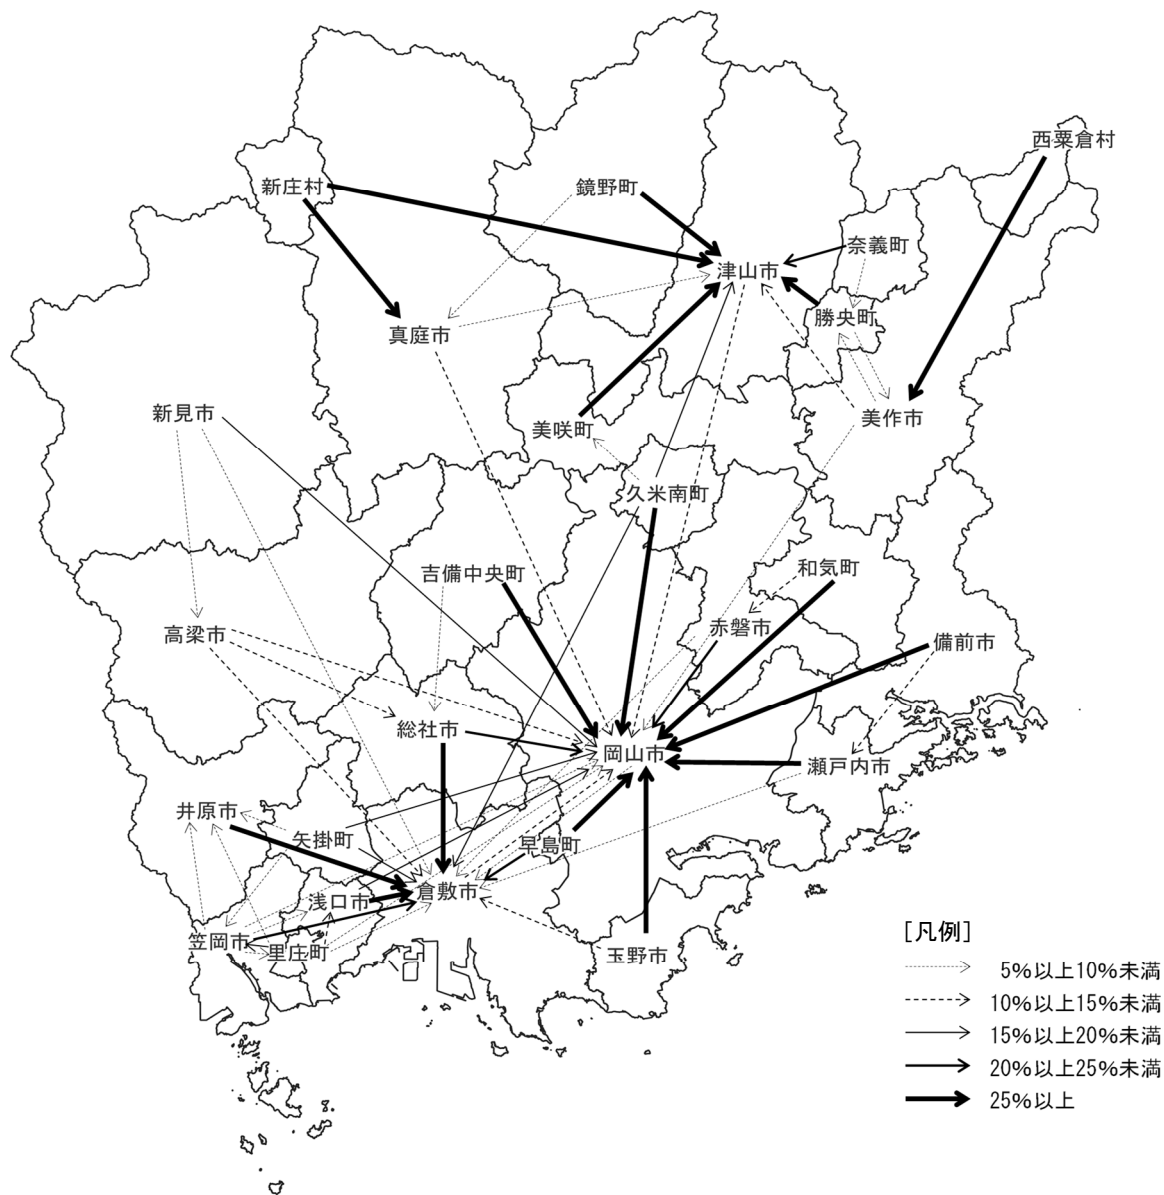 西粟倉村
新庄村
鏡野町
奈義町
津山市
勝央町
真庭市
新見市
美咲町
美作市
久米南町
吉備中央町
和気町
高梁市
赤磐市
備前市
総社市
岡山市
瀬戸内市
井原市
矢掛町
早島町
倉敷市
浅口市
笠岡市
里庄町
玉野市
[凡例]
5%以上10%未満
10%以上15%未満
15%以上20%未満
20%以上25%未満
25%以上